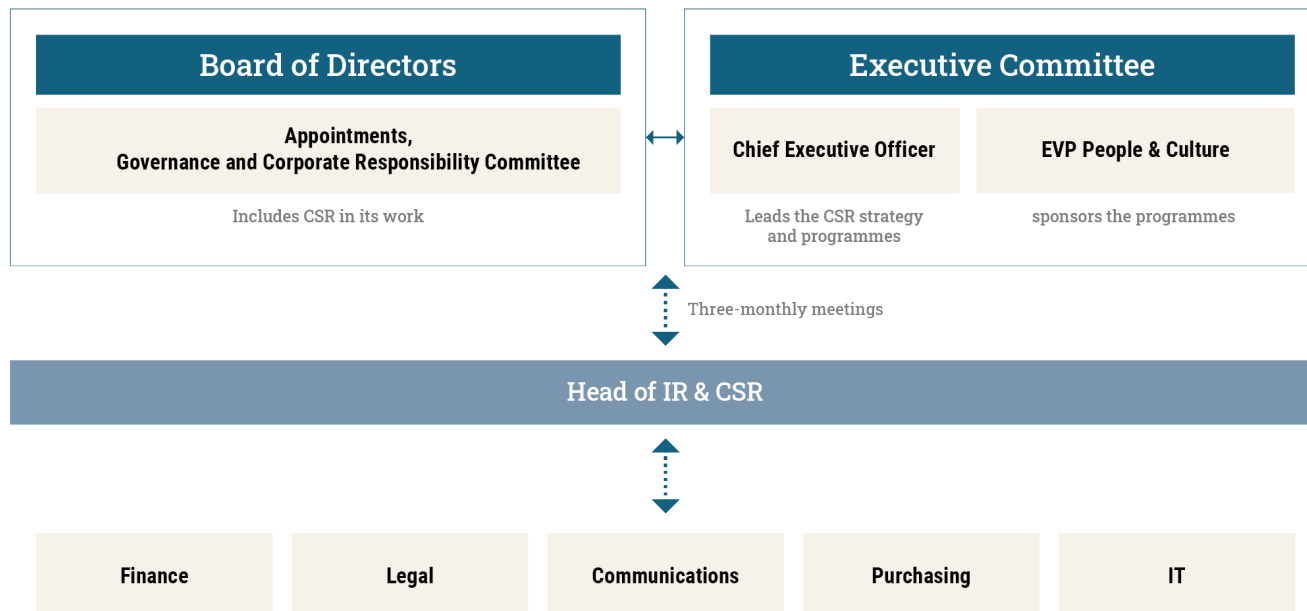 Board of Directors
Appointments,
Governance and Corporate Responsibility Committee
Includes CSR in its work
Executive Committee
Chief Executive Officer
Leads the CSR strategy
and programmes
EVP People & Culture
sponsors the programmes
Three-monthly meetings
Head of IR & CSR
Finance
Legal
Communications
Purchasing
IT